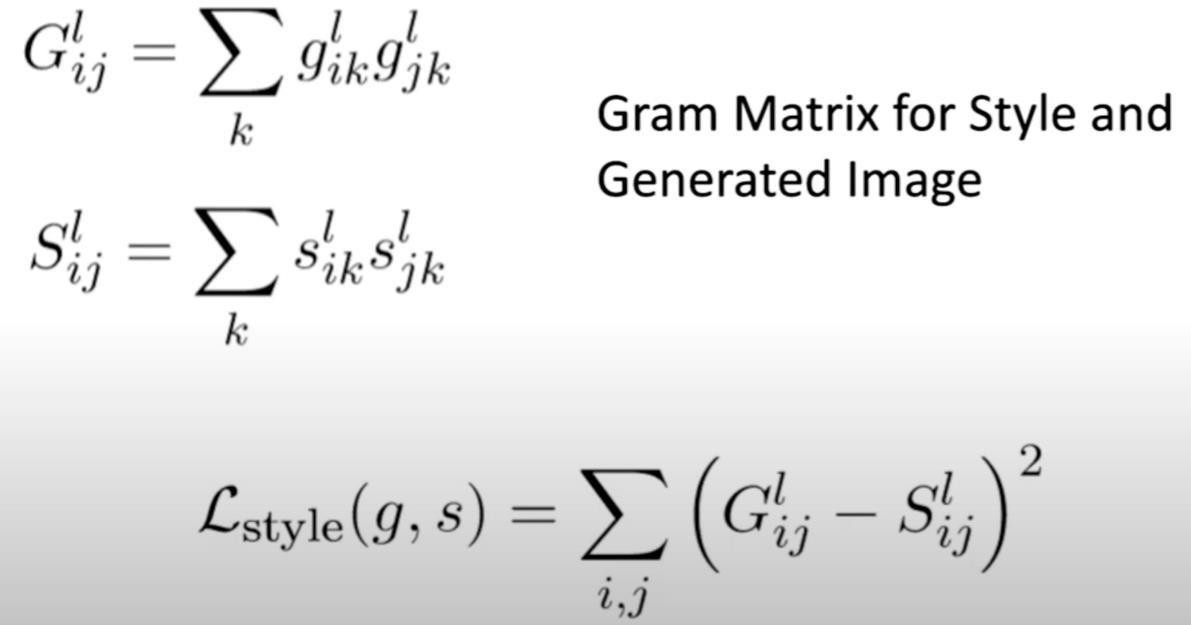 G^l_{ij} = \sum_k g^l_{ik} g^l_{jk}
Gram Matrix for Style and
Generated Image
S^l_{ij} = \sum_k s^l_{ik} s^l_{jk}
\mathcal{L}_{style}(g, s) = \sum_{i,j} \left( G^l_{ij} - S^l_{ij} \right)^2